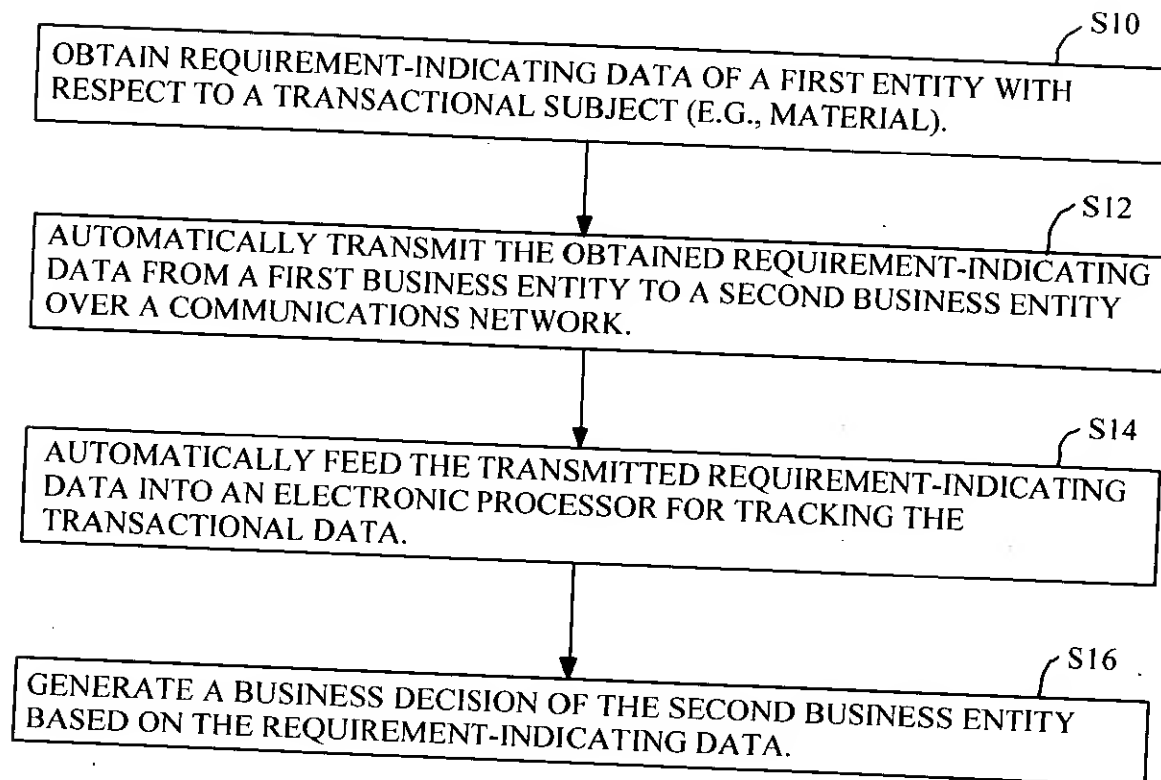 S10
OBTAIN REQUIREMENT-INDICATING DATA OF A FIRST ENTITY WITH
RESPECT TO A TRANSACTIONAL SUBJECT (E.G., MATERIAL).
S12
AUTOMATICALLY TRANSMIT THE OBTAINED REQUIREMENT-INDICATING
DATA FROM A FIRST BUSINESS ENTITY TO A SECOND BUSINESS ENTITY
OVER A COMMUNICATIONS NETWORK.
S14
AUTOMATICALLY FEED THE TRANSMITTED REQUIREMENT-INDICATING
DATA INTO AN ELECTRONIC PROCESSOR FOR TRACKING THE
TRANSACTIONAL DATA.
S16
GENERATE A BUSINESS DECISION OF THE SECOND BUSINESS ENTITY
BASED ON THE REQUIREMENT-INDICATING DATA.